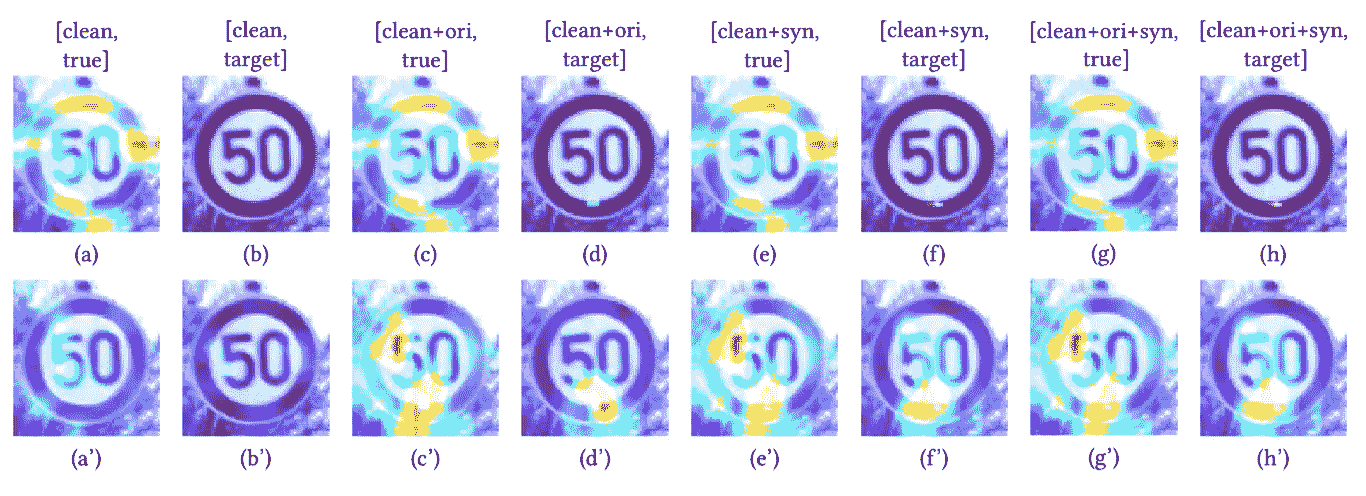 [clean, true]
[clean, target]
[clean+ori, true]
[clean+ori, target]
[clean+syn, true]
[clean+syn, target]
[clean+ori+syn, true]
[clean+ori+syn, target]
50 50 50 50 50 50 50 50
(a) (b) (c) (d) (e) (f) (g) (h)
50 50 50 50 50 50 50 50
(a') (b') (c') (d') (e') (f') (g') (h')